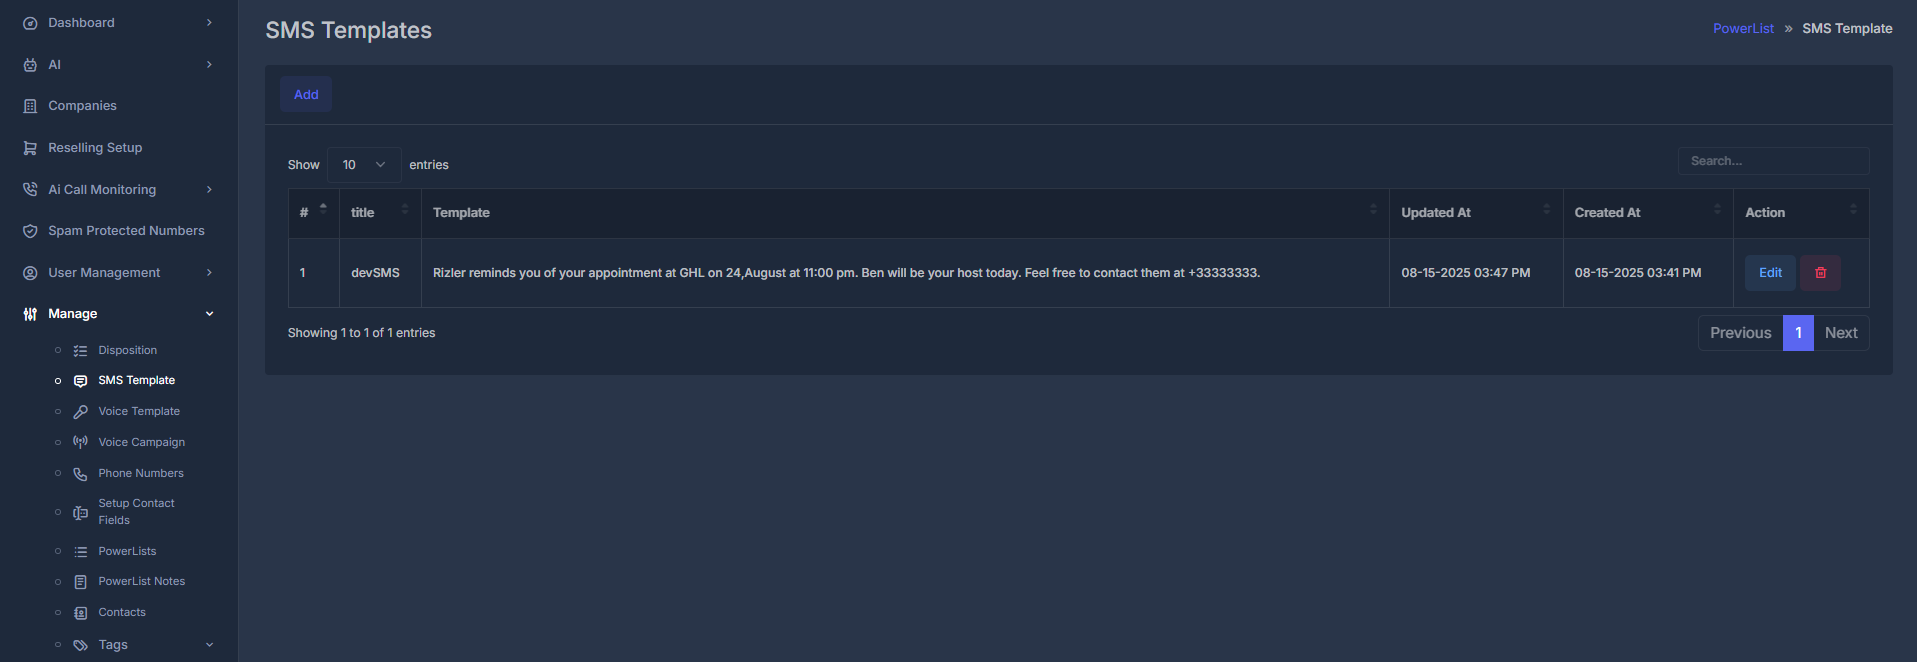 Dashboard
AI
Companies
Reselling Setup
Ai Call Monitoring
Spam Protected Numbers
User Management
Manage
Disposition
SMS Template
Voice Template
Voice Campaign
Phone Numbers
Setup Contact
Fields
PowerLists
PowerList Notes
Contacts
Tags
SMS Templates
PowerList » SMS Template
Add
Show 10 entries
Search...
# title Template Updated At Created At Action
1 devSMS Rizler reminds you of your appointment at GHL on 24,August at 11:00 pm. Ben will be your host today. Feel free to contact them at +33333333. 08-15-2025 03:47 PM 08-15-2025 03:41 PM Edit
Showing 1 to 1 of 1 entries
Previous 1 Next